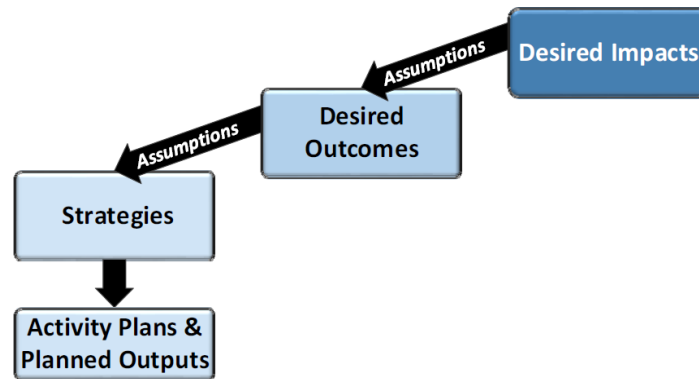 Desired Impacts
Assumptions
Desired
Outcomes
Assumptions
Strategies
Activity Plans &
Planned Outputs